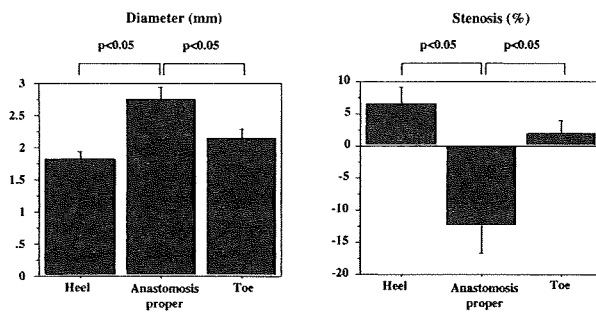 Diameter (mm)
p<0.05
p<0.05
3
2.5
2
1.5
1
.5
0
Heel
Anastomosis
proper
Toe
Stenosis (%)
p<0.05
p<0.05
10
5
0
-5
-10
-15
-20
Heel
Anastomosis
proper
Toe